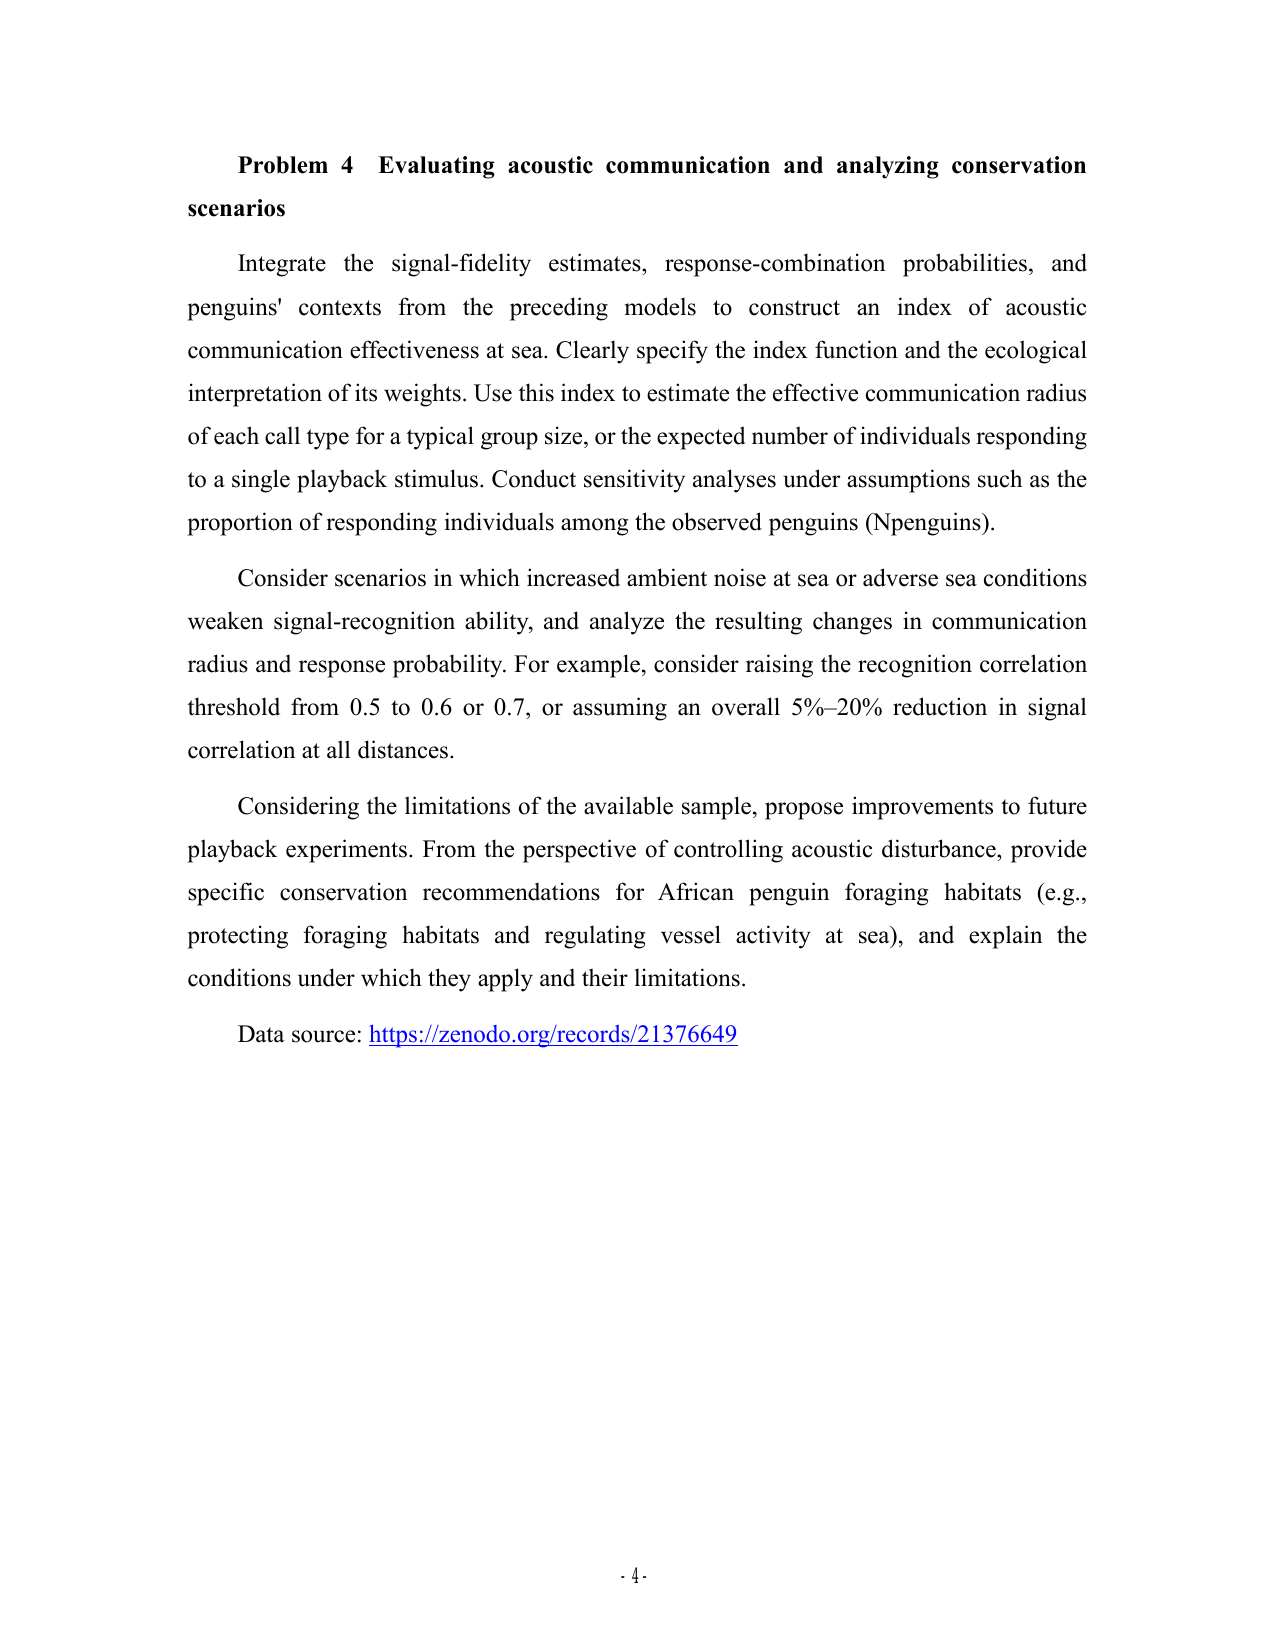 Problem 4 Evaluating acoustic communication and analyzing conservation
scenarios
Integrate the signal-fidelity estimates, response-combination probabilities, and
penguins' contexts from the preceding models to construct an index of acoustic
communication effectiveness at sea. Clearly specify the index function and the ecological
interpretation of its weights. Use this index to estimate the effective communication radius
of each call type for a typical group size, or the expected number of individuals responding
to a single playback stimulus. Conduct sensitivity analyses under assumptions such as the
proportion of responding individuals among the observed penguins (Npenguins).
Consider scenarios in which increased ambient noise at sea or adverse sea conditions
weaken signal-recognition ability, and analyze the resulting changes in communication
radius and response probability. For example, consider raising the recognition correlation
threshold from 0.5 to 0.6 or 0.7, or assuming an overall 5%–20% reduction in signal
correlation at all distances.
Considering the limitations of the available sample, propose improvements to future
playback experiments. From the perspective of controlling acoustic disturbance, provide
specific conservation recommendations for African penguin foraging habitats (e.g.,
protecting foraging habitats and regulating vessel activity at sea), and explain the
conditions under which they apply and their limitations.
Data source: https://zenodo.org/records/21376649
- 4 -